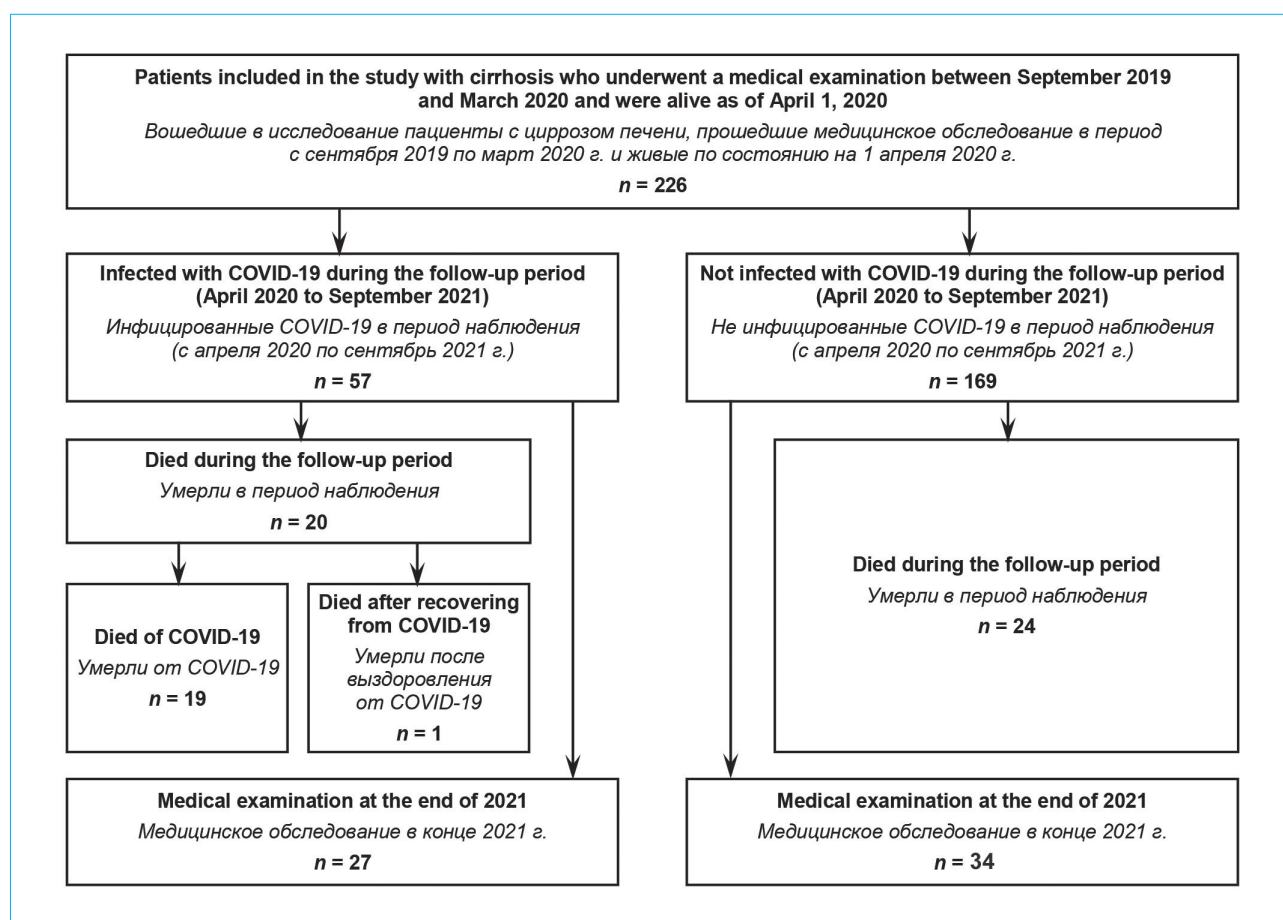 Patients included in the study with cirrhosis who underwent a medical examination between September 2019
and March 2020 and were alive as of April 1, 2020
Вошедшие в исследование пациенты с циррозом печени, прошедшие медицинское обследование в период
с сентября 2019 по март 2020 г. и живые по состоянию на 1 апреля 2020 г.
n = 226
Infected with COVID-19 during the follow-up period
(April 2020 to September 2021)
Инфицированные COVID-19 в период наблюдения
(с апреля 2020 по сентябрь 2021 г.)
n = 57
Not infected with COVID-19 during the follow-up period
(April 2020 to September 2021)
Не инфицированные COVID-19 в период наблюдения
(с апреля 2020 по сентябрь 2021 г.)
n = 169
Died during the follow-up period
Умерли в период наблюдения
n = 20
Died of COVID-19
Умерли от COVID-19
n = 19
Died after recovering
from COVID-19
Умерли после
выздоровления
от COVID-19
n = 1
Died during the follow-up period
Умерли в период наблюдения
n = 24
Medical examination at the end of 2021
Медицинское обследование в конце 2021 г.
n = 27
Medical examination at the end of 2021
Медицинское обследование в конце 2021 г.
n = 34